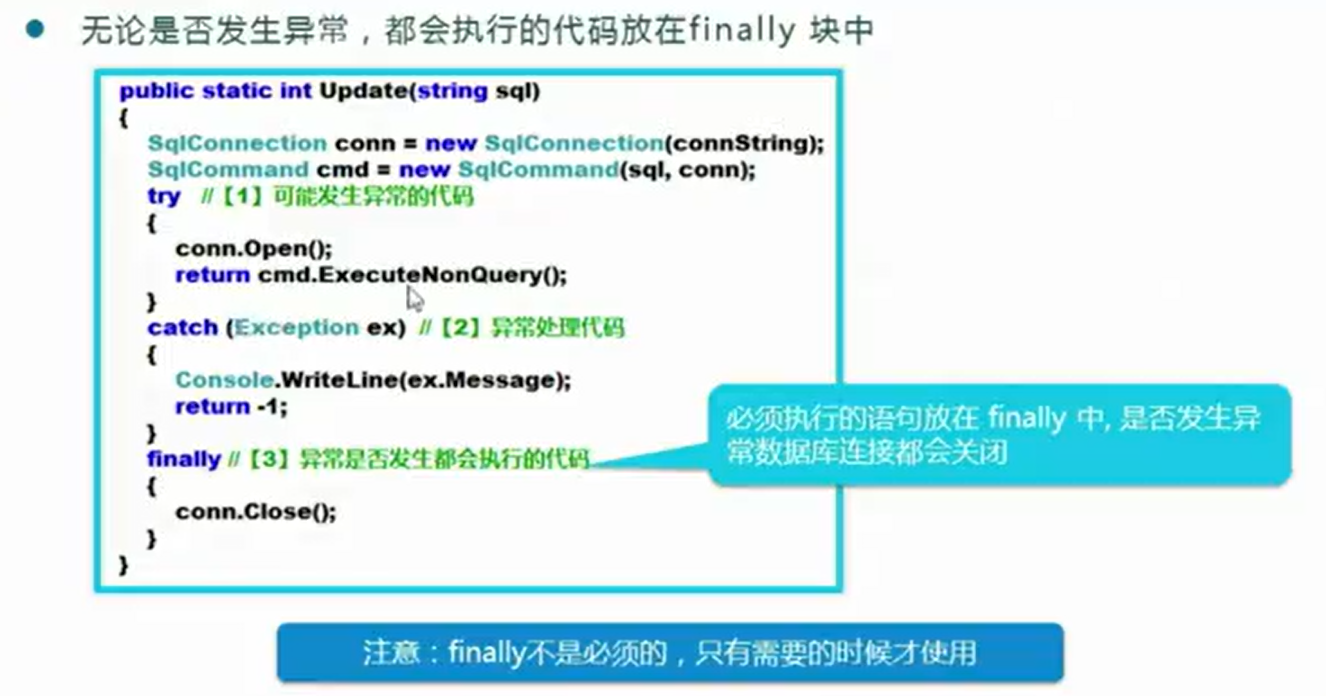 无论是否发生异常，都会执行的代码放在finally 块中
public static int Update(string sql)
{
SqlConnection conn = new SqlConnection(connString);
SqlCommand cmd = new SqlCommand(sql, conn);
try //【1】可能发生异常的代码
{
conn.Open();
return cmd.ExecuteNonQuery();
}
catch (Exception ex) //【2】异常处理代码
{
Console.WriteLine(ex.Message);
return -1;
}
finally //【3】异常是否发生都会执行的代码
{
conn.Close();
}
}
必须执行的语句放在 finally 中, 是否发生异
常数据库连接都会关闭
注意：finally不是必须的，只有需要的时候才使用